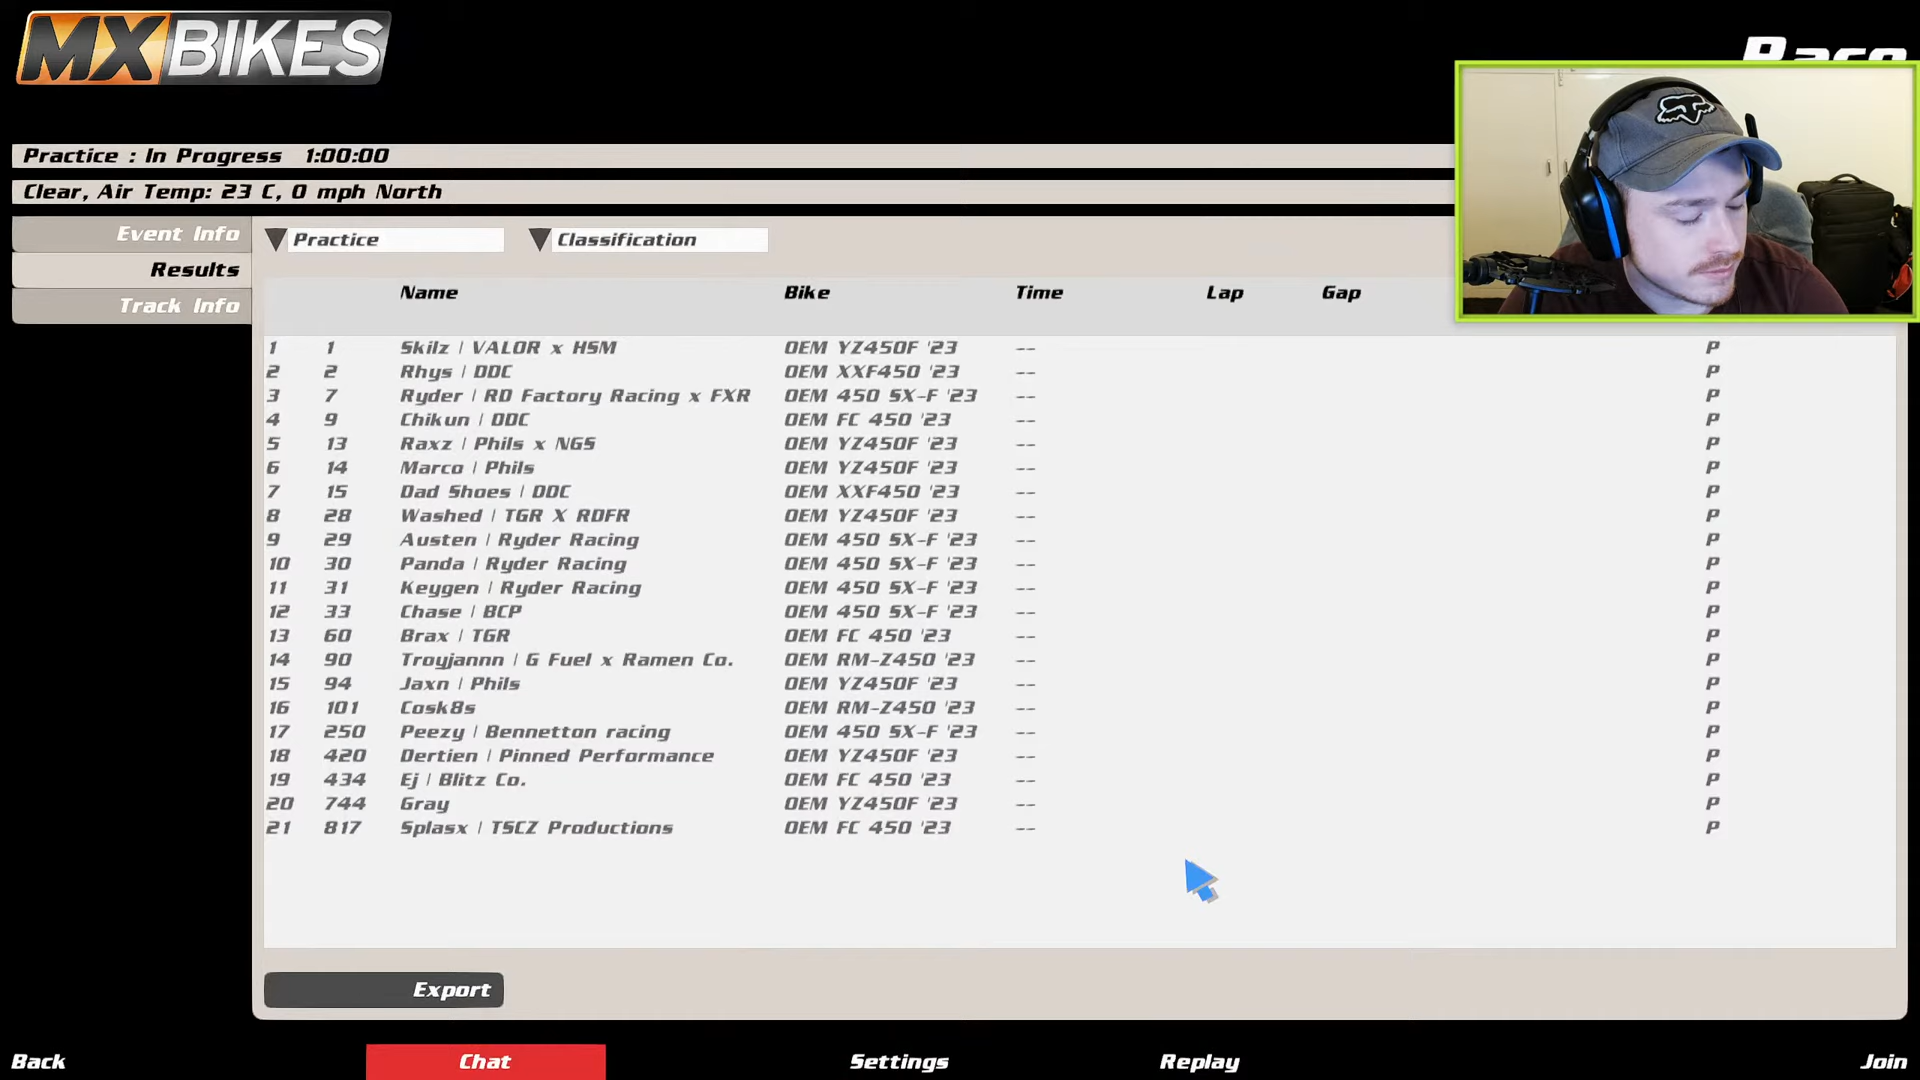 MX BIKES
Race
Practice : In Progress 1:00:00
Clear, Air Temp: 23 C, 0 mph North
Event Info
Results
Track Info
Practice Classification
Name Bike Time Lap Gap
1 1 Skilz | VALOR x HSM OEM YZ450F '23 -- P
2 2 Rhys | DDC OEM XXF450 '23 -- P
3 7 Ryder | RD Factory Racing x FXR OEM 450 SX-F '23 -- P
4 9 Chikun | DDC OEM FC 450 '23 -- P
5 13 Raxz | Phils x NGS OEM YZ450F '23 -- P
6 14 Marco | Phils OEM YZ450F '23 -- P
7 15 Dad Shoes | DDC OEM XXF450 '23 -- P
8 28 Washed | TGR X RDFR OEM YZ450F '23 -- P
9 29 Austen | Ryder Racing OEM 450 SX-F '23 -- P
10 30 Panda | Ryder Racing OEM 450 SX-F '23 -- P
11 31 Keygen | Ryder Racing OEM 450 SX-F '23 -- P
12 33 Chase | BCP OEM 450 SX-F '23 -- P
13 60 Brax | TGR OEM FC 450 '23 -- P
14 90 Troyjannn | G Fuel x Ramen Co. OEM RM-Z450 '23 -- P
15 94 Jaxn | Phils OEM YZ450F '23 -- P
16 101 Cosk8s OEM RM-Z450 '23 -- P
17 250 Peezy | Bennetton racing OEM 450 SX-F '23 -- P
18 420 Dertien | Pinned Performance OEM YZ450F '23 -- P
19 434 Ej | Blitz Co. OEM FC 450 '23 -- P
20 744 Gray OEM YZ450F '23 -- P
21 817 Splasx | TSCZ Productions OEM FC 450 '23 -- P
Export
Back Chat Settings Replay Join